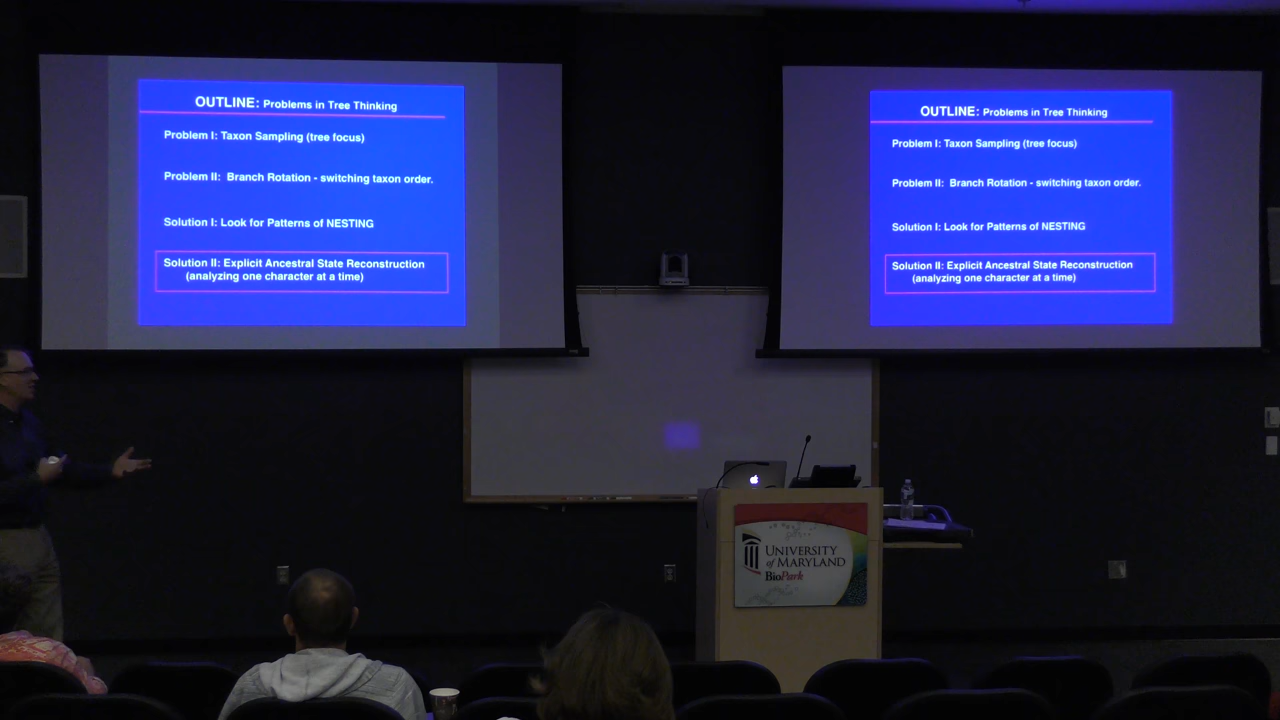 OUTLINE: Problems in Tree Thinking
Problem I: Taxon Sampling (tree focus)
Problem II: Branch Rotation - switching taxon order.
Solution I: Look for Patterns of NESTING
Solution II: Explicit Ancestral State Reconstruction
(analyzing one character at a time)
OUTLINE: Problems in Tree Thinking
Problem I: Taxon Sampling (tree focus)
Problem II: Branch Rotation - switching taxon order.
Solution I: Look for Patterns of NESTING
Solution II: Explicit Ancestral State Reconstruction
(analyzing one character at a time)
UNIVERSITY
of MARYLAND
BioPark